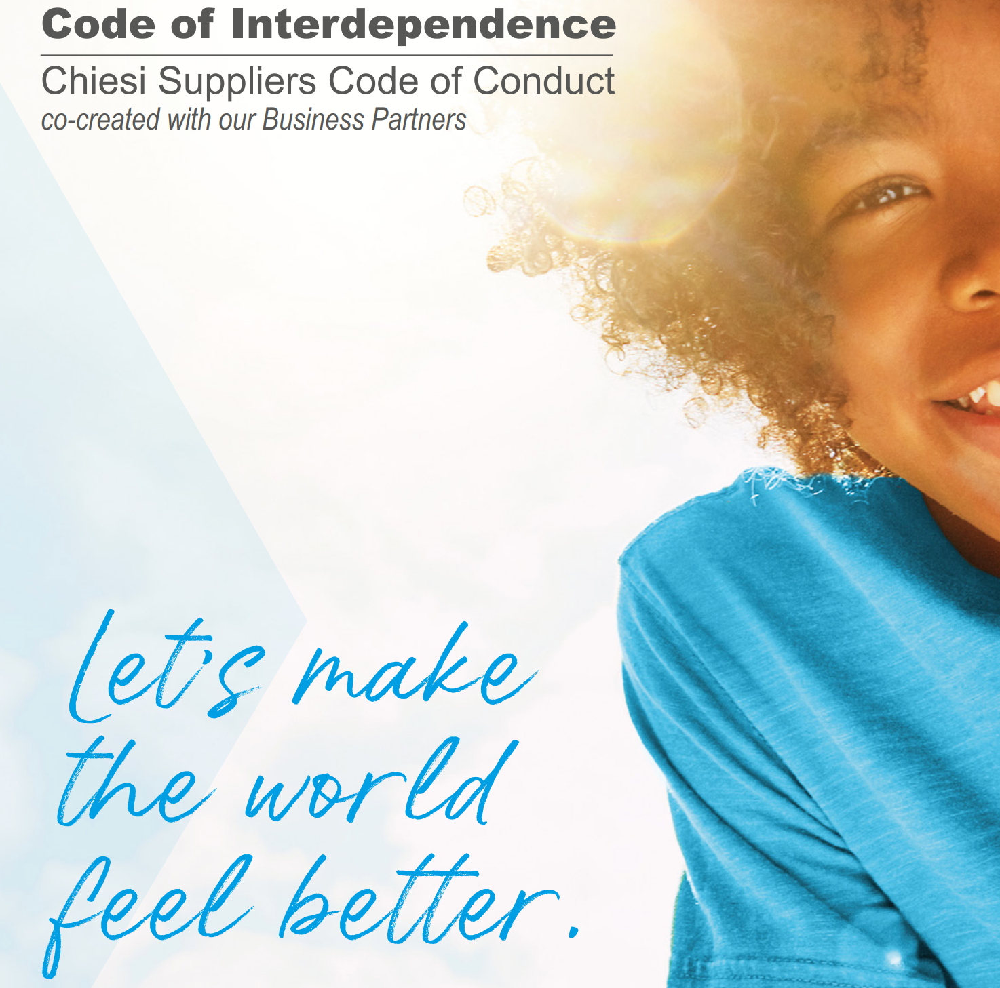 Code of Interdependence
Chiesi Suppliers Code of Conduct
co-created with our Business Partners
Let's make
the world
feel better.